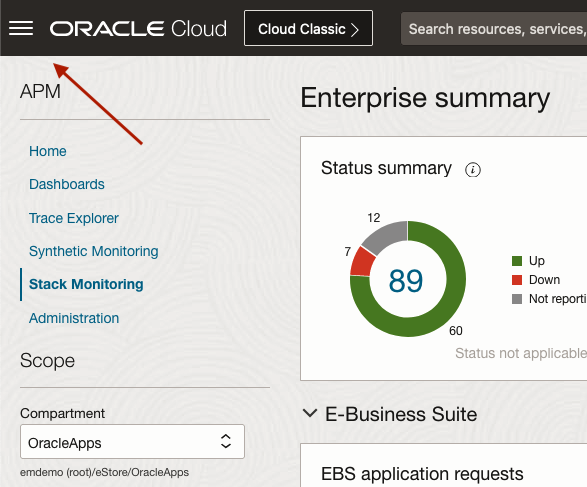 ORACLE Cloud
Cloud Classic
Search resources, services,
APM
Home
Dashboards
Trace Explorer
Synthetic Monitoring
Stack Monitoring
Administration
Scope
Compartment
OracleApps
emdemo (root)/eStore/OracleApps
Enterprise summary
Status summary
i
12
7
89
60
Up
Down
Not reporti
Status not applicable
E-Business Suite
EBS application requests